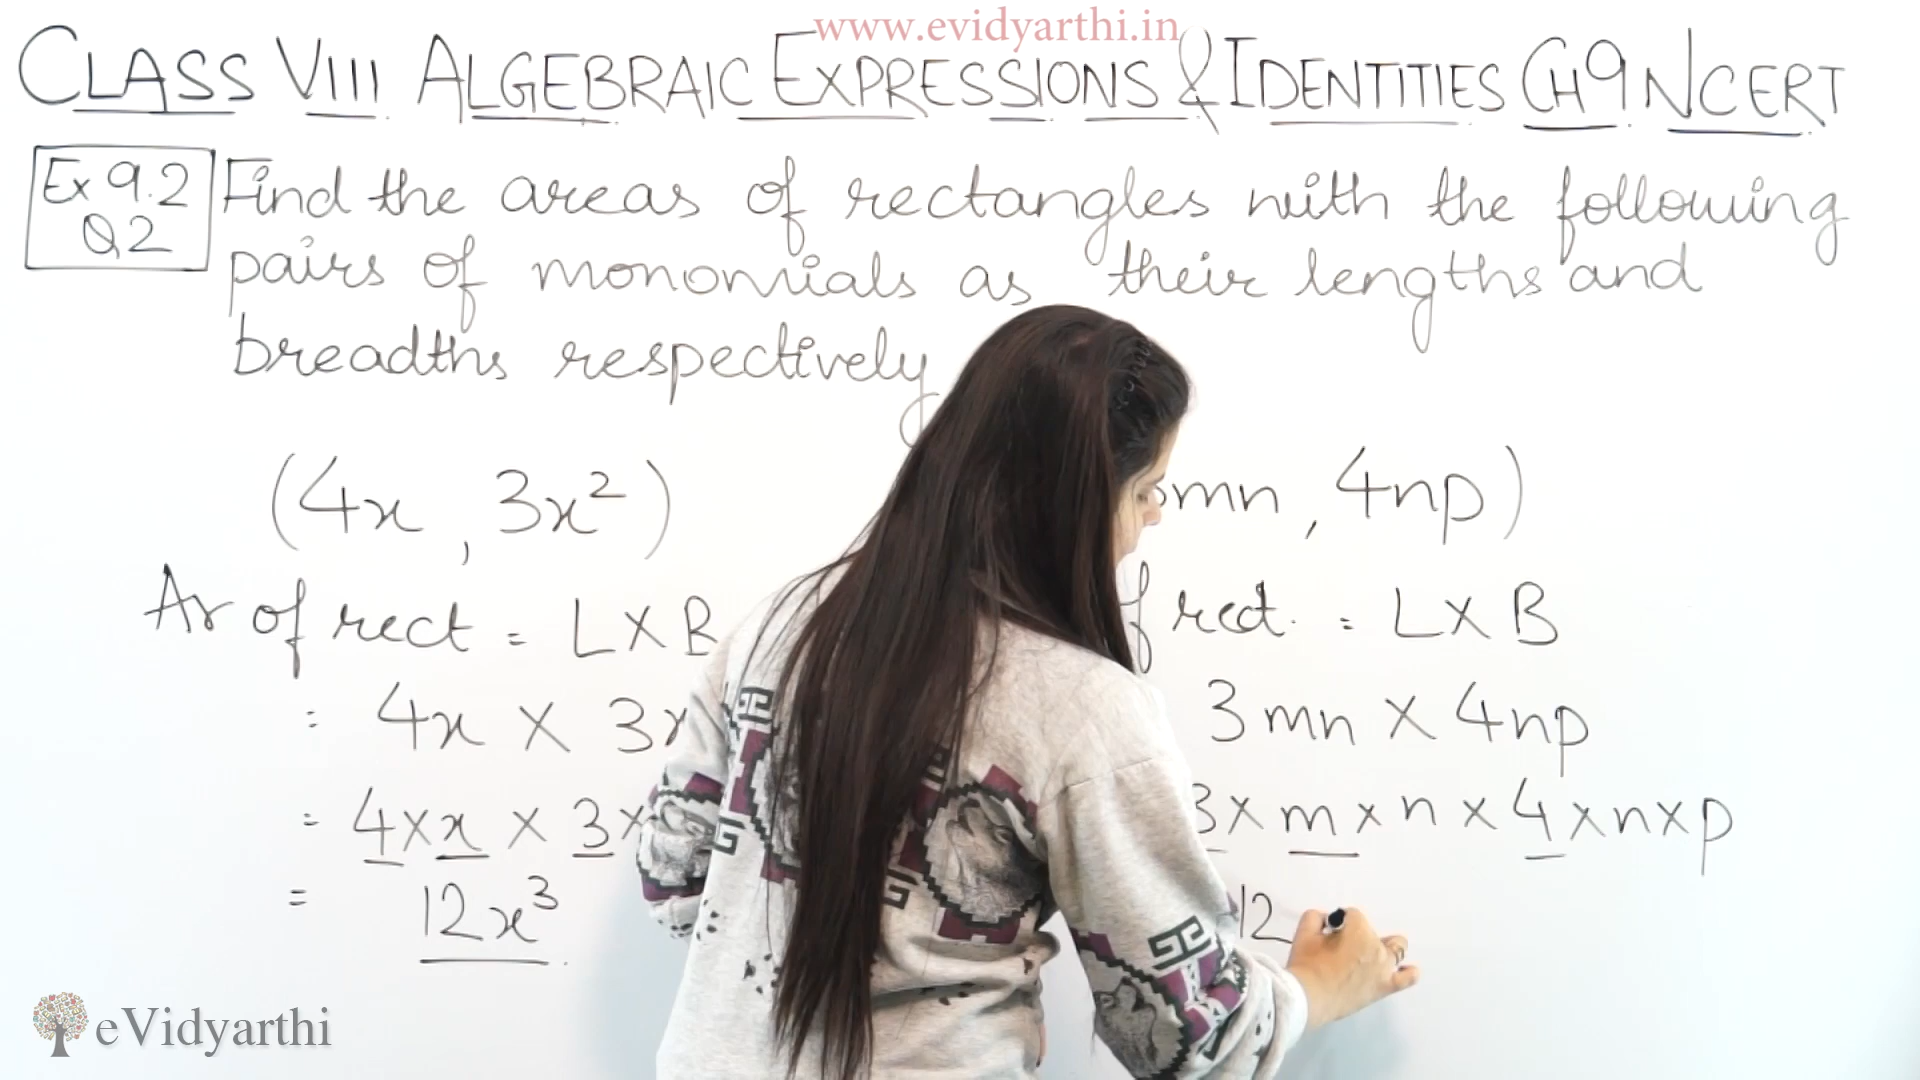 www.evidyarthi.in
CLASS VIII ALGEBRAIC EXPRESSIONS & IDENTITIES CH 9 NCERT
Ex 9.2
Q2
Find the areas of rectangles with the following
pairs of monomials as their lengths and
breadths respectively
(4x, 3x²)
Ar of rect = L X B
= 4x X 3x
= 4 x x x 3 x
= 12x³
mn, 4np)
f rect. = L X B
3mn X 4np
3 x m x n x 4 x n x p
12
eVidyarthi